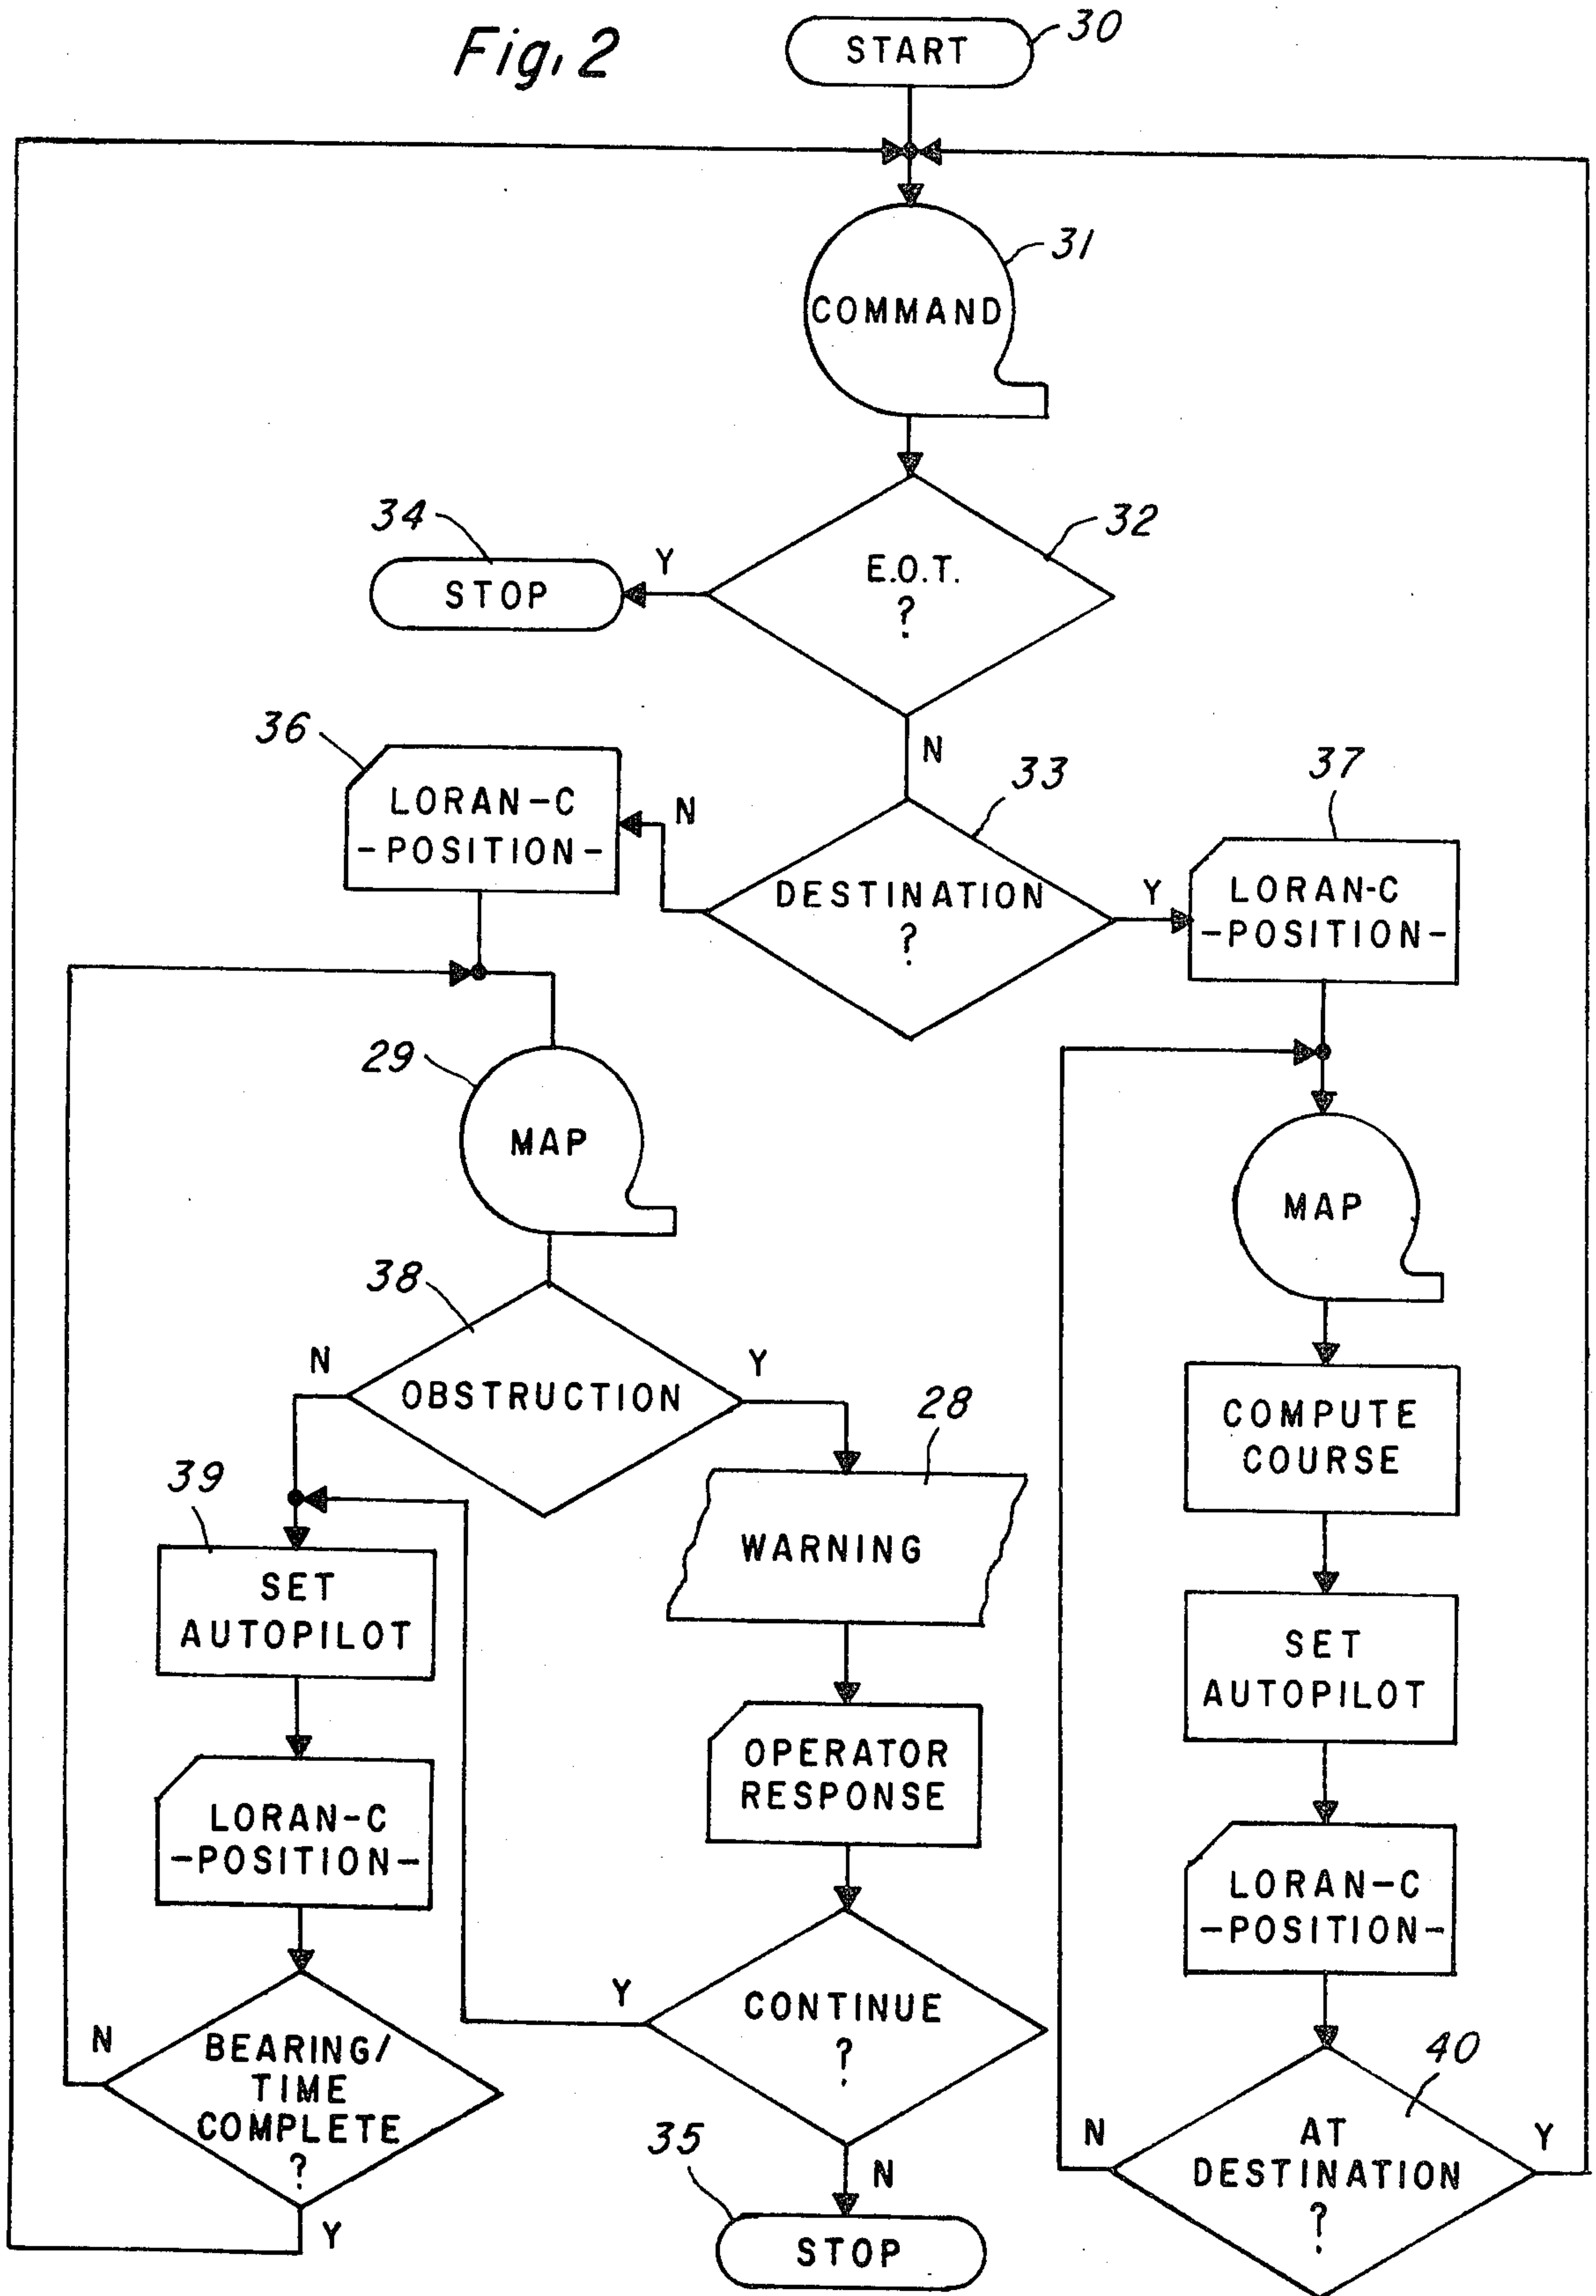 Fig. 2
START
30
31
COMMAND
32
E.O.T.
?
Y
34
STOP
N
33
DESTINATION
?
N
36
LORAN-C
-POSITION-
Y
37
LORAN-C
-POSITION-
29
MAP
38
OBSTRUCTION
N
Y
39
SET
AUTOPILOT
LORAN-C
-POSITION-
BEARING/
TIME
COMPLETE
?
N
Y
28
WARNING
OPERATOR
RESPONSE
CONTINUE
?
Y
N
35
STOP
MAP
COMPUTE
COURSE
SET
AUTOPILOT
LORAN-C
-POSITION-
40
AT
DESTINATION
?
N
Y